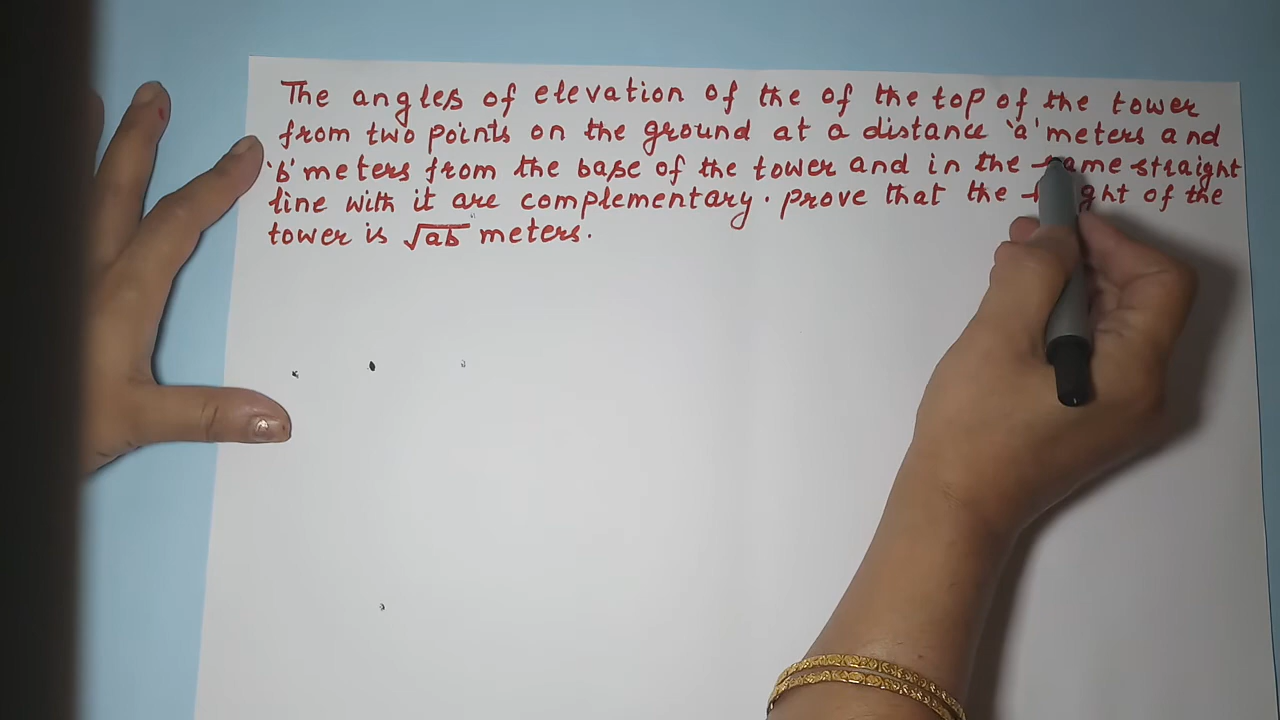 The angles of elevation of the of the top of the tower
from two points on the ground at a distance 'a' meters and
'b' meters from the base of the tower and in the same straight
line with it are complementary. prove that the of the
tower is √ab meters.